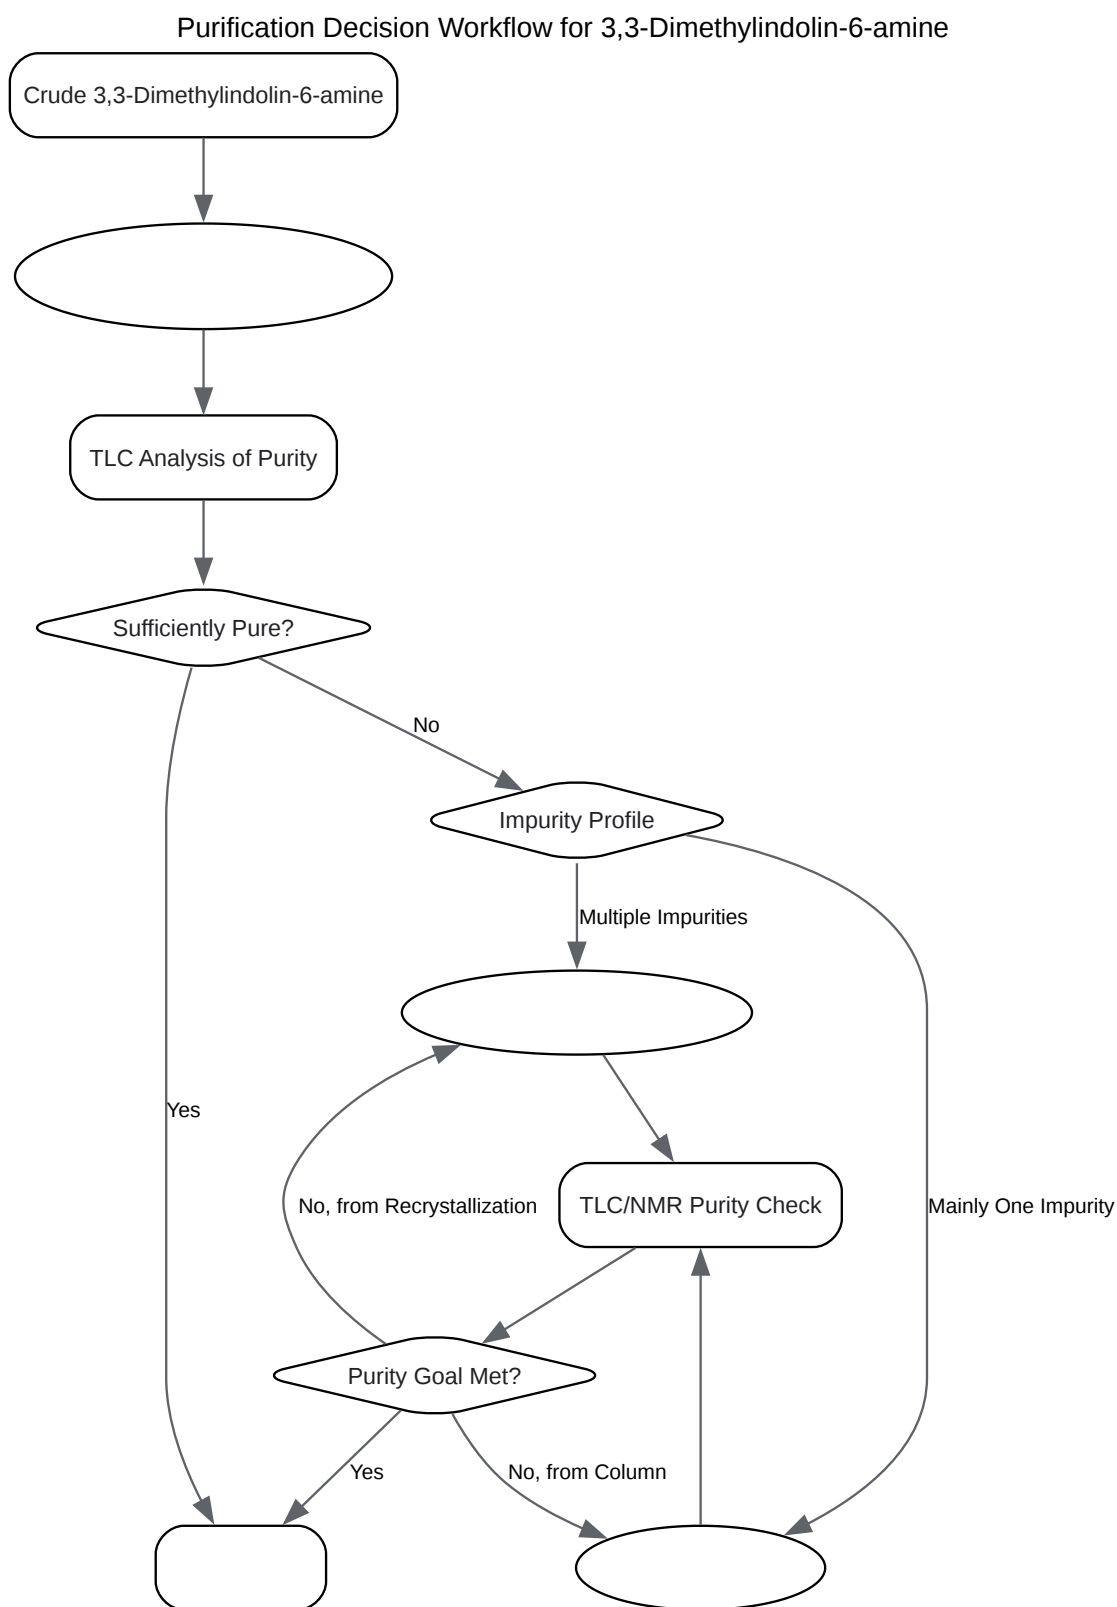 Purification Decision Workflow for 3,3-Dimethylindolin-6-amine
Crude 3,3-Dimethylindolin-6-amine
TLC Analysis of Purity
Sufficiently Pure?
No
Impurity Profile
Multiple Impurities
Yes
No, from Recrystallization
TLC/NMR Purity Check
Mainly One Impurity
Purity Goal Met?
Yes
No, from Column